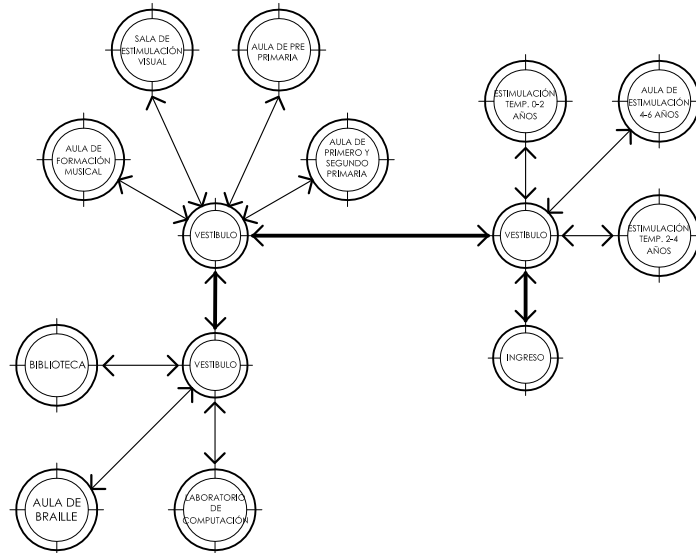 SALA DE
ESTIMULACIÓN
VISUAL
AULA DE PRE
PRIMARIA
AULA DE
FORMACIÓN
MUSICAL
AULA DE
PRIMERO Y
SEGUNDO
PRIMARIA
ESTIMULACIÓN
TEMP. 0-2
AÑOS
AULA DE
ESTIMULACIÓN
4-6 AÑOS
VESTÍBULO
VESTÍBULO
ESTIMULACIÓN
TEMP. 2-4
AÑOS
BIBLIOTECA
VESTIBULO
INGRESO
AULA DE
BRAILLE
LABORATORIO
DE
COMPUTACIÓN